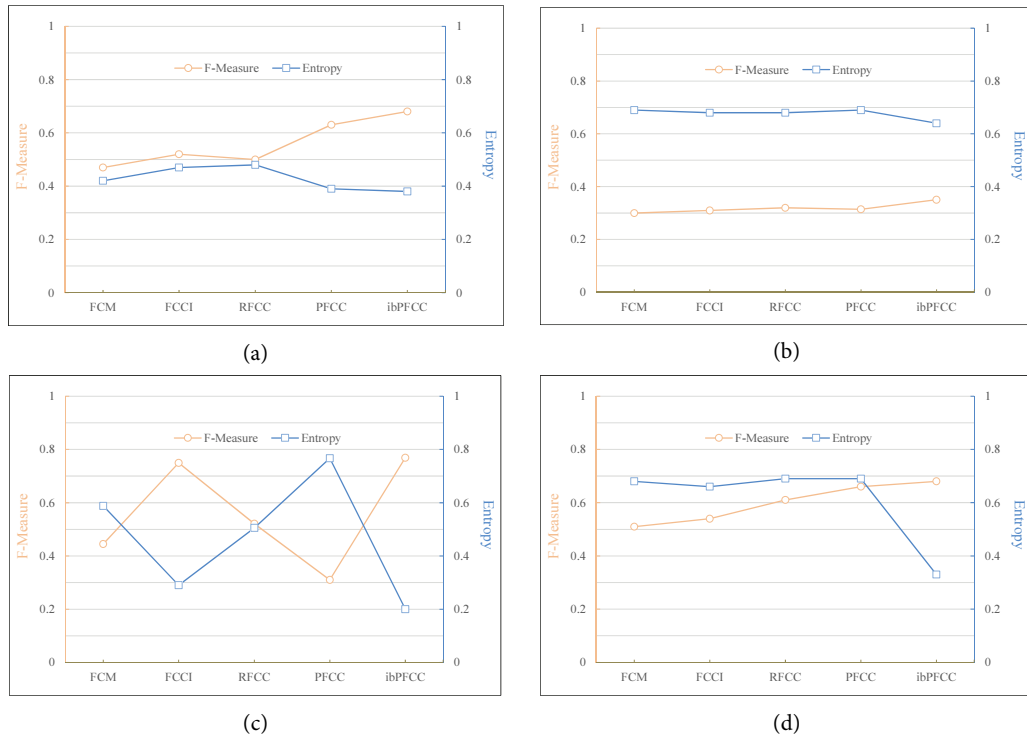 1 1
F-Measure Entropy
0.8 0.8
0.6 0.6
F-Measure Entropy
0.4 0.4
0.2 0.2
0 0
FCM FCCI RFCC PFCC ibPFCC
(a)
1 1
F-Measure Entropy
0.8 0.8
0.6 0.6
F-Measure Entropy
0.4 0.4
0.2 0.2
0 0
FCM FCCI RFCC PFCC ibPFCC
(b)
1 1
F-Measure Entropy
0.8 0.8
0.6 0.6
F-Measure Entropy
0.4 0.4
0.2 0.2
0 0
FCM FCCI RFCC PFCC ibPFCC
(c)
1 1
F-Measure Entropy
0.8 0.8
0.6 0.6
F-Measure Entropy
0.4 0.4
0.2 0.2
0 0
FCM FCCI RFCC PFCC ibPFCC
(d)